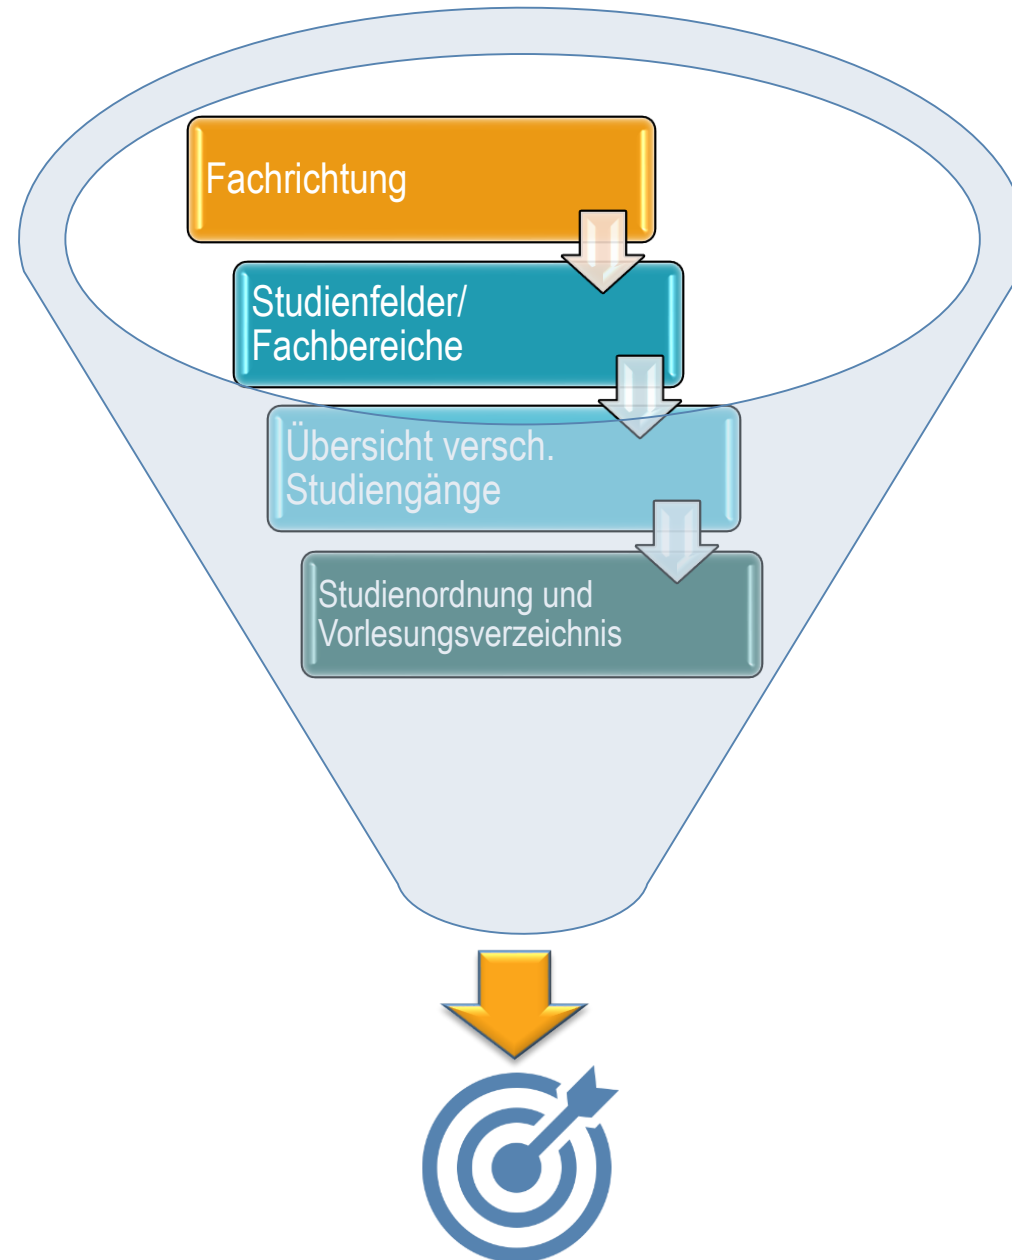 Fachrichtung
Studienfelder/
Fachbereiche
Übersicht versch.
Studiengänge
Studienordnung und
Vorlesungsverzeichnis